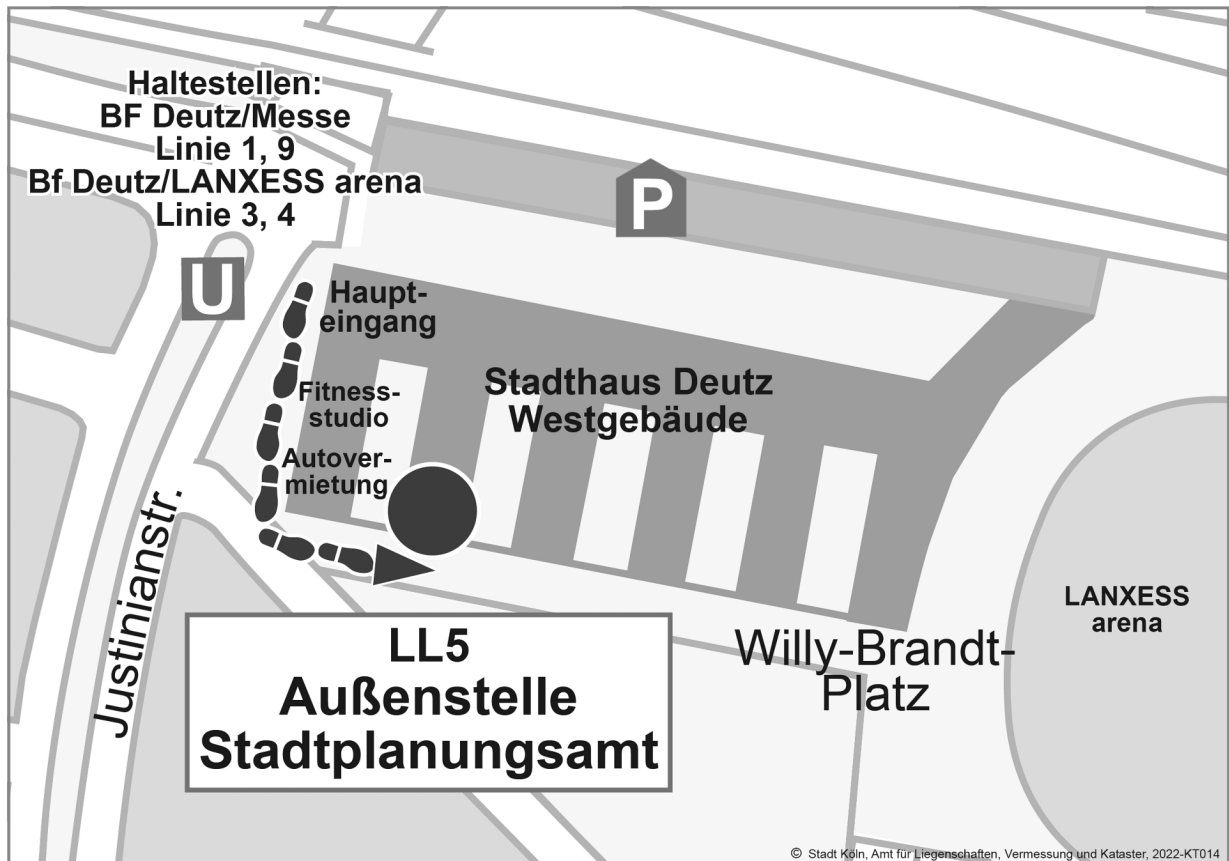 Haltestellen:
BF Deutz/Messe
Linie 1, 9
Bf Deutz/LANXESS arena
Linie 3, 4
P
U
Haupt-
eingang
Fitness-
studio
Autover-
mietung
Stadthaus Deutz
Westgebäude
Justinianstr.
LL5
Außenstelle
Stadtplanungsamt
Willy-Brandt-
Platz
LANXESS
arena
© Stadt Köln, Amt für Liegenschaften, Vermessung und Kataster, 2022-KT014